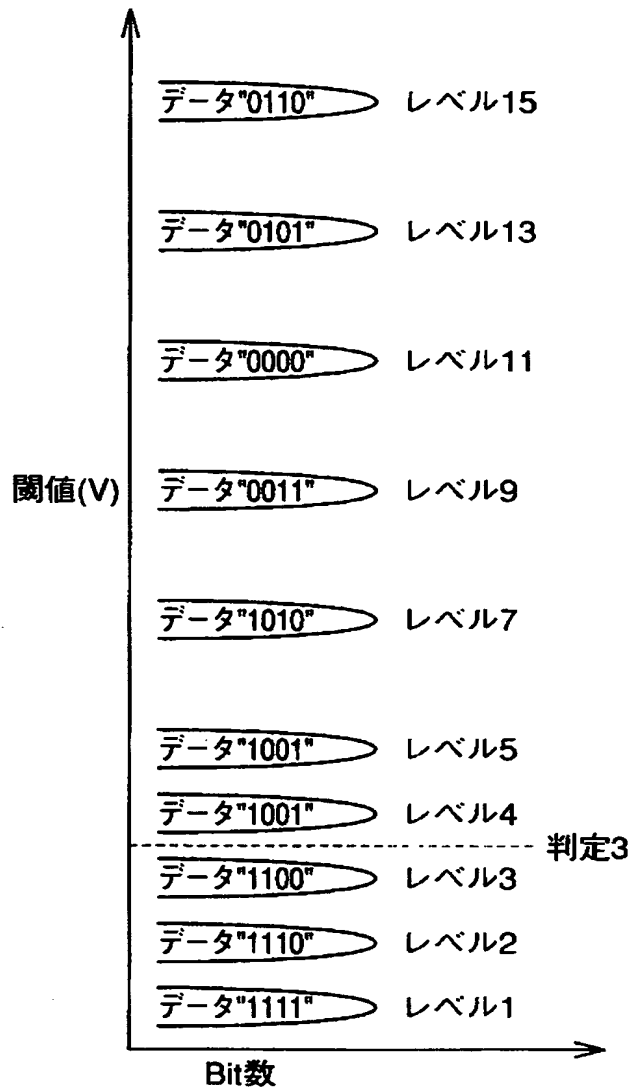 データ"0110" レベル15
データ"0101" レベル13
データ"0000" レベル11
閾値(V) データ"0011" レベル9
データ"1010" レベル7
データ"1001" レベル5
データ"1001" レベル4
判定3
データ"1100" レベル3
データ"1110" レベル2
データ"1111" レベル1
Bit数